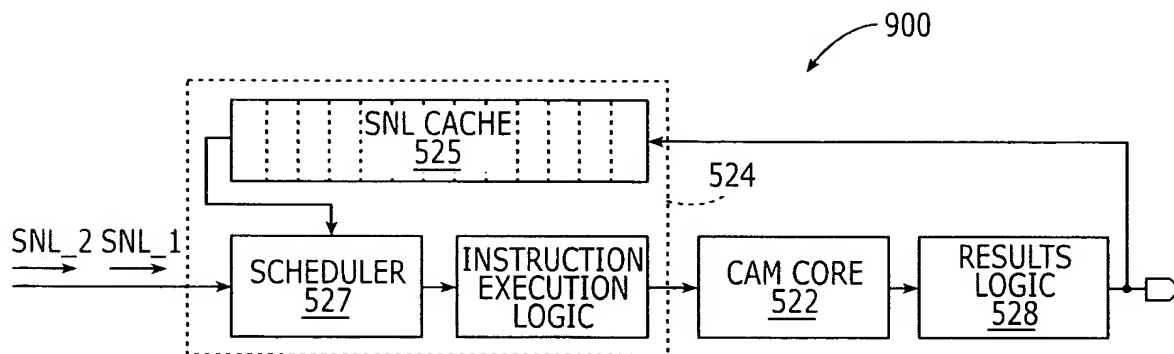 900
SNL CACHE
525
524
SNL_2 SNL_1
SCHEDULER
527
INSTRUCTION
EXECUTION
LOGIC
CAM CORE
522
RESULTS
LOGIC
528